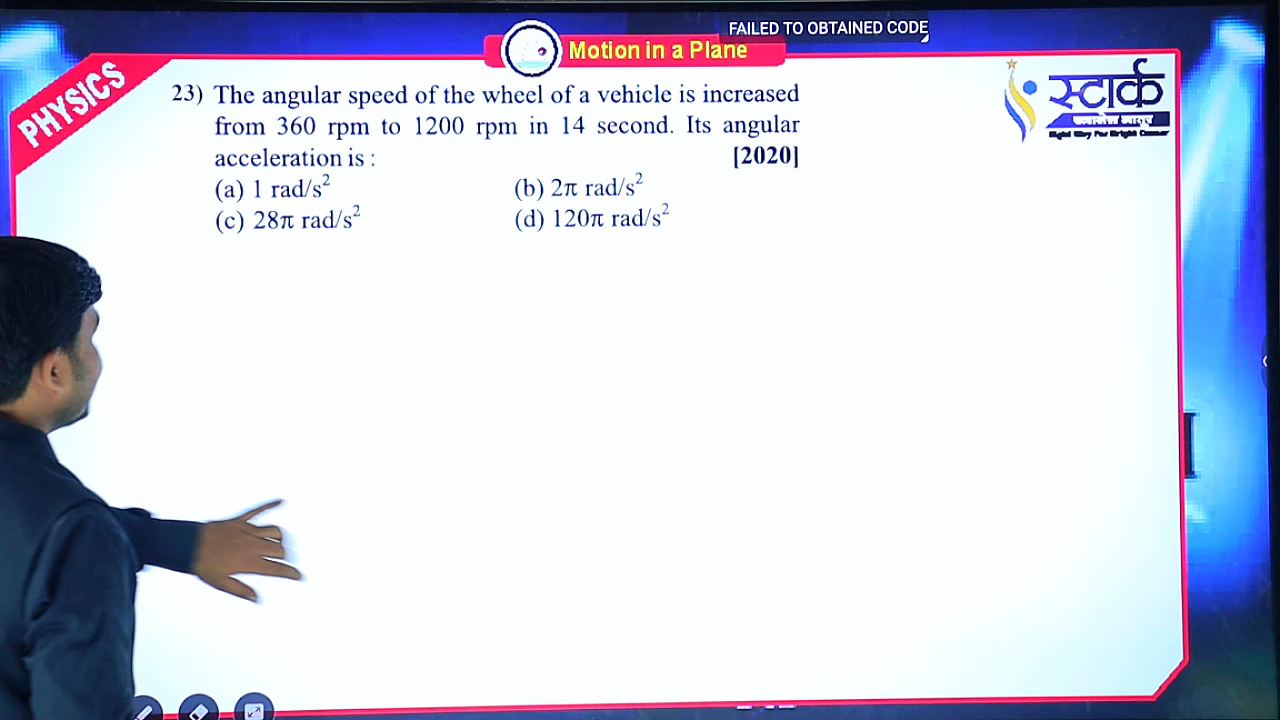 FAILED TO OBTAINED CODE
Motion in a Plane
PHYSICS
स्टार्क
23) The angular speed of the wheel of a vehicle is increased
from 360 rpm to 1200 rpm in 14 second. Its angular
acceleration is : [2020]
(a) 1 rad/s² (b) 2π rad/s²
(c) 28π rad/s² (d) 120π rad/s²